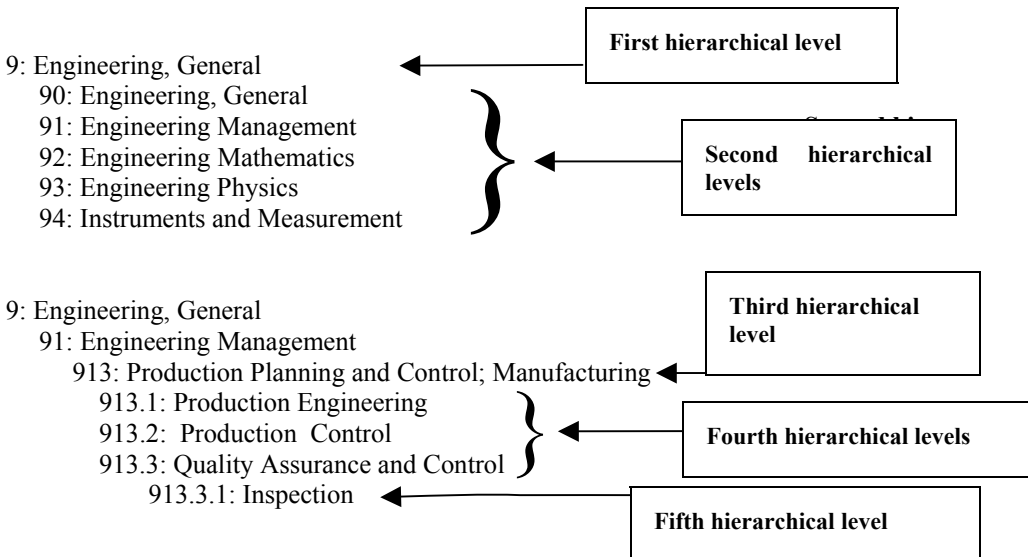 First hierarchical level
9: Engineering, General
90: Engineering, General
91: Engineering Management
92: Engineering Mathematics
93: Engineering Physics
94: Instruments and Measurement
Second hierarchical
levels
9: Engineering, General
91: Engineering Management
913: Production Planning and Control; Manufacturing
Third hierarchical
level
913.1: Production Engineering
913.2: Production Control
913.3: Quality Assurance and Control
Fourth hierarchical levels
913.3.1: Inspection
Fifth hierarchical level